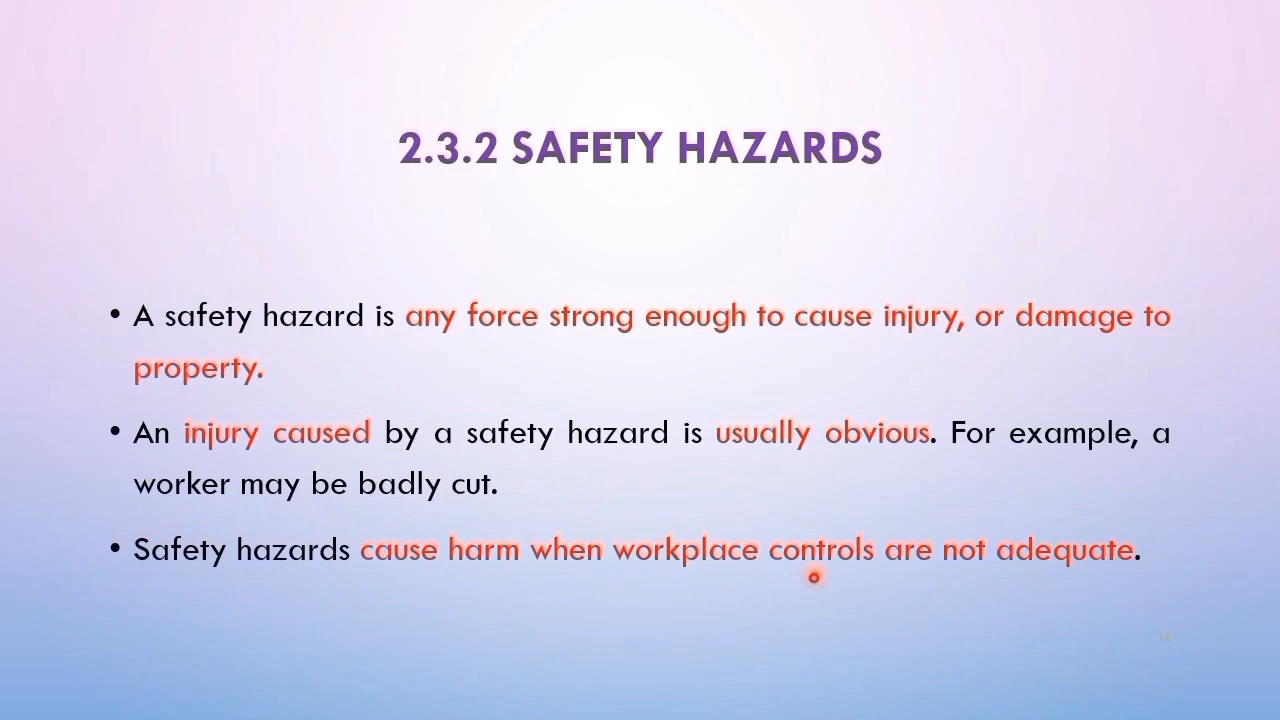 2.3.2 SAFETY HAZARDS
• A safety hazard is any force strong enough to cause injury, or damage to
property.
• An injury caused by a safety hazard is usually obvious. For example, a
worker may be badly cut.
• Safety hazards cause harm when workplace controls are not adequate.